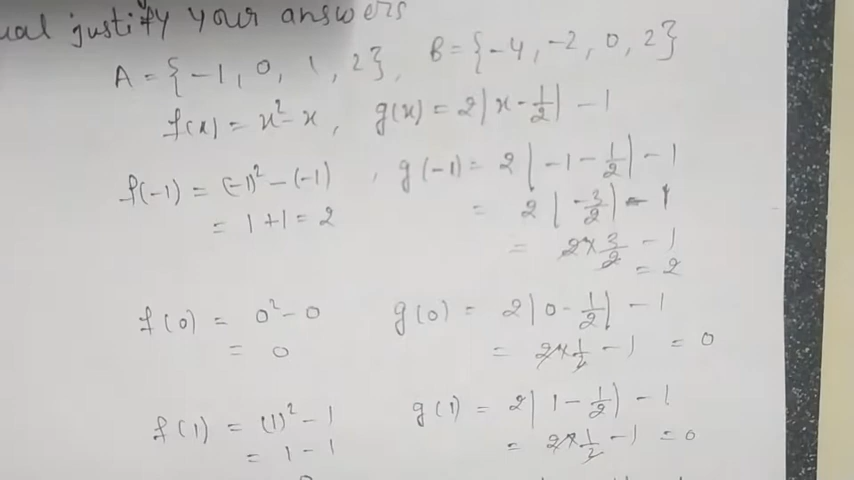 ual justify your answers
A = {-1, 0, 1, 2}, B = {-4, -2, 0, 2}
f(x) = x² - x, g(x) = 2|x - 1/2| - 1
f(-1) = (-1)² - (-1), g(-1) = 2|-1 - 1/2| - 1
= 1 + 1 = 2 = 2|-3/2| - 1
= 2 × 3/2 - 1
= 2
f(0) = 0² - 0 g(0) = 2|0 - 1/2| - 1
= 0 = 2 × 1/2 - 1 = 0
f(1) = (1)² - 1 g(1) = 2|1 - 1/2| - 1
= 1 - 1 = 2 × 1/2 - 1 = 0